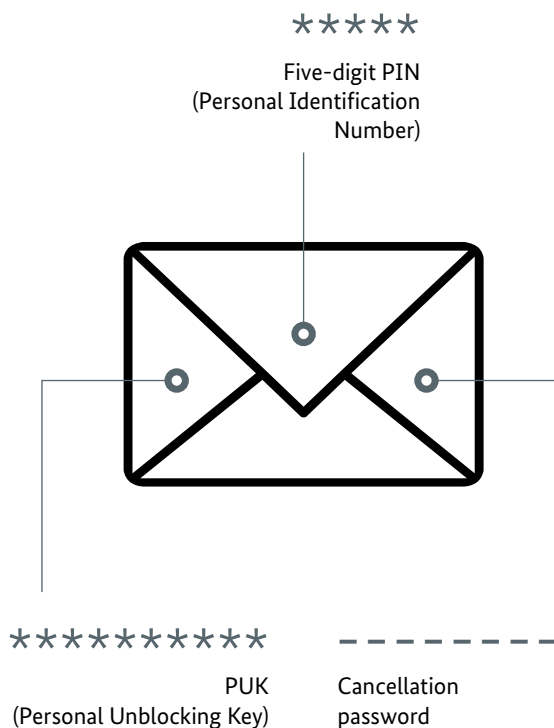 *****
Five-digit PIN
(Personal Identification
Number)
**********
PUK
(Personal Unblocking Key)
– – – – – – – –
Cancellation
password